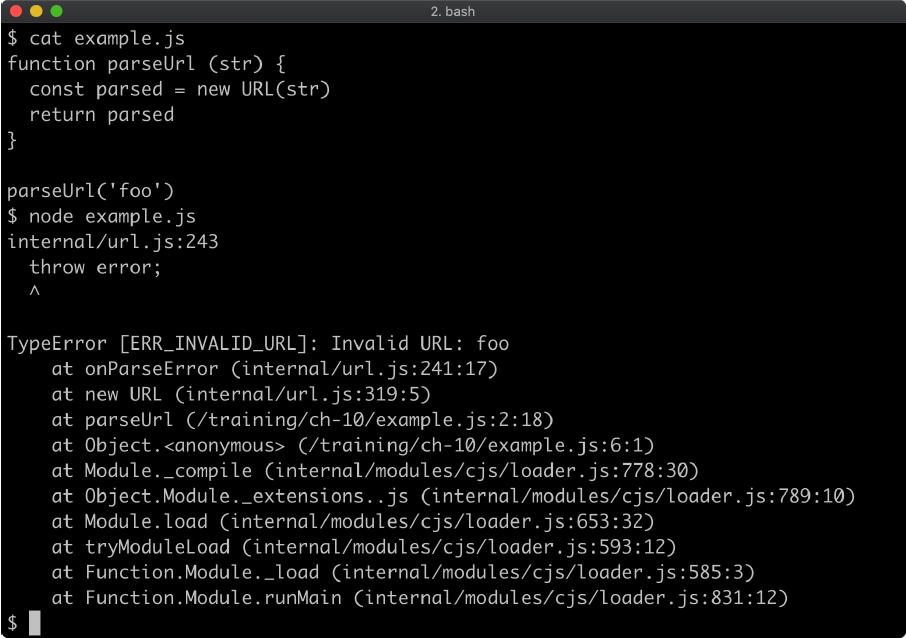 2. bash
$ cat example.js
function parseUrl (str) {
  const parsed = new URL(str)
  return parsed
}

parseUrl('foo')
$ node example.js
internal/url.js:243
  throw error;
  ^

TypeError [ERR_INVALID_URL]: Invalid URL: foo
    at onParseError (internal/url.js:241:17)
    at new URL (internal/url.js:319:5)
    at parseUrl (/training/ch-10/example.js:2:18)
    at Object.<anonymous> (/training/ch-10/example.js:6:1)
    at Module._compile (internal/modules/cjs/loader.js:778:30)
    at Object.Module._extensions..js (internal/modules/cjs/loader.js:789:10)
    at Module.load (internal/modules/cjs/loader.js:653:32)
    at tryModuleLoad (internal/modules/cjs/loader.js:593:12)
    at Function.Module._load (internal/modules/cjs/loader.js:585:3)
    at Function.Module.runMain (internal/modules/cjs/loader.js:831:12)
$